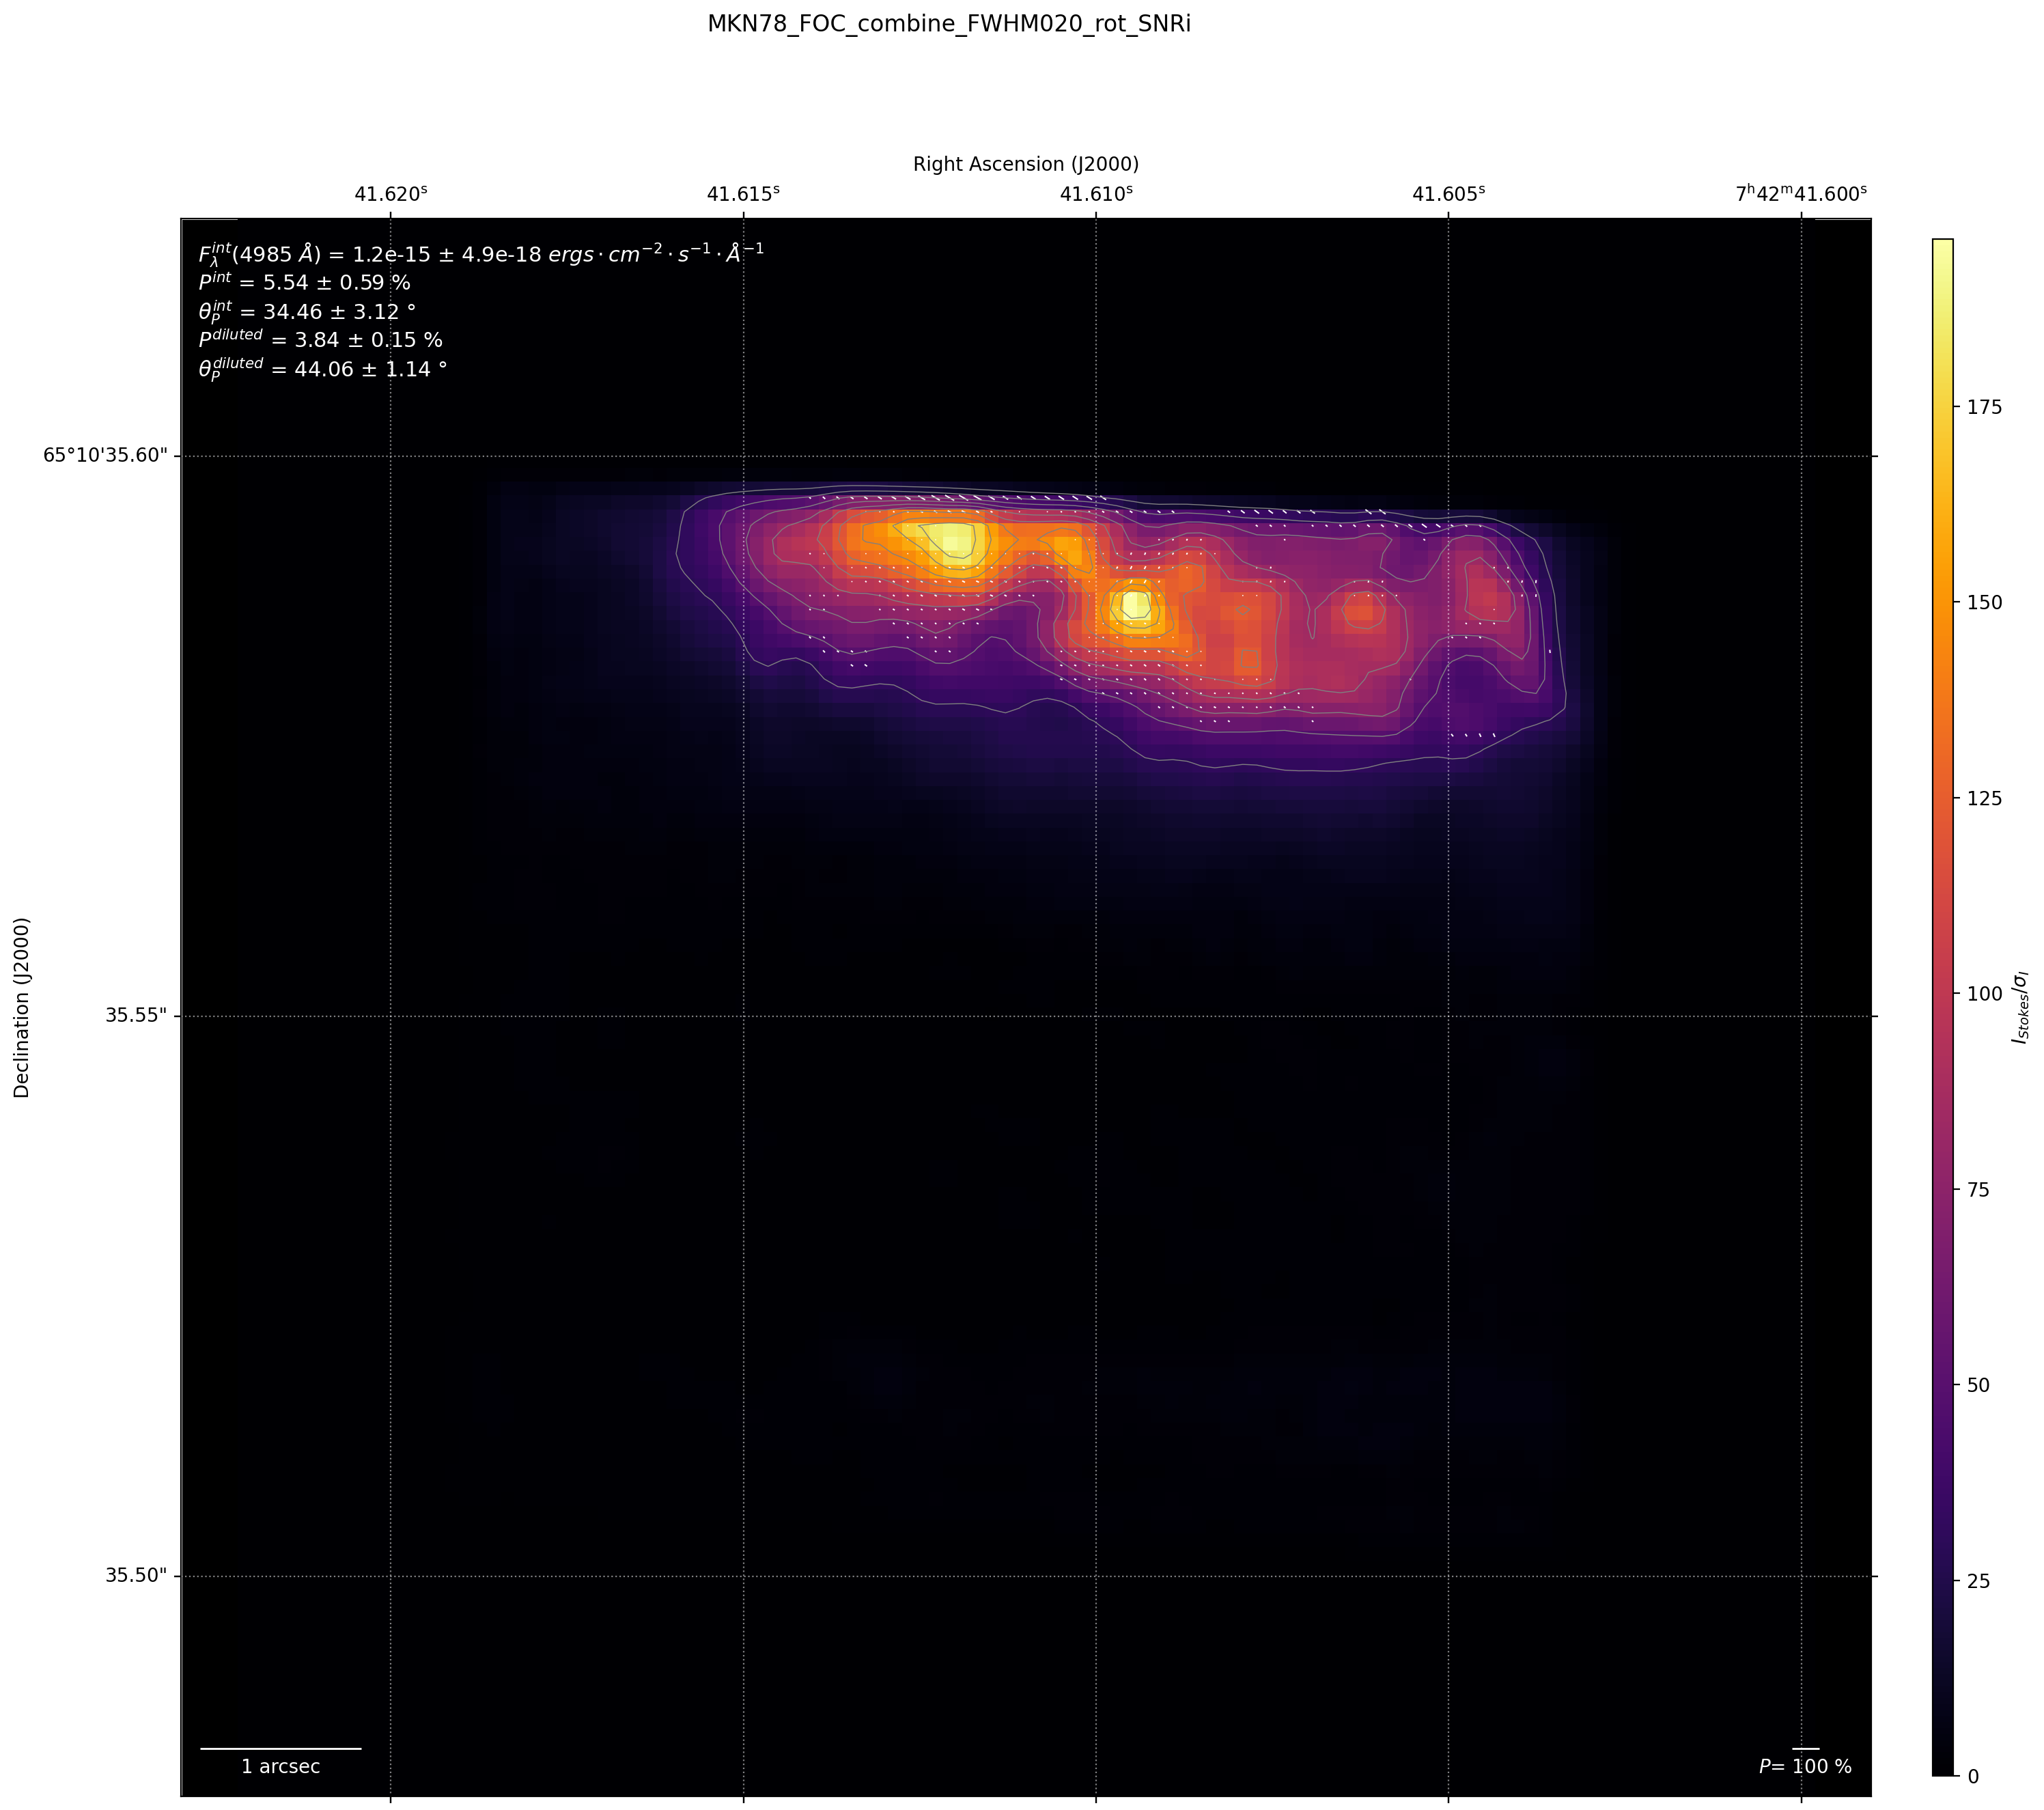 MKN78_FOC_combine_FWHM020_rot_SNRi
Right Ascension (J2000)
41.620ˢ 41.615ˢ 41.610ˢ 41.605ˢ 7ʰ42ᵐ41.600ˢ
F_λ^int(4985 Å) = 1.2e-15 ± 4.9e-18 ergs · cm⁻² · s⁻¹ · Å⁻¹
P^int = 5.54 ± 0.59 %
θ_P^int = 34.46 ± 3.12 °
P^diluted = 3.84 ± 0.15 %
θ_P^diluted = 44.06 ± 1.14 °
65°10'35.60"
35.55"
35.50"
Declination (J2000)
1 arcsec
P= 100 %
175
150
125
100
75
50
25
0
I_Stokes/σ_I